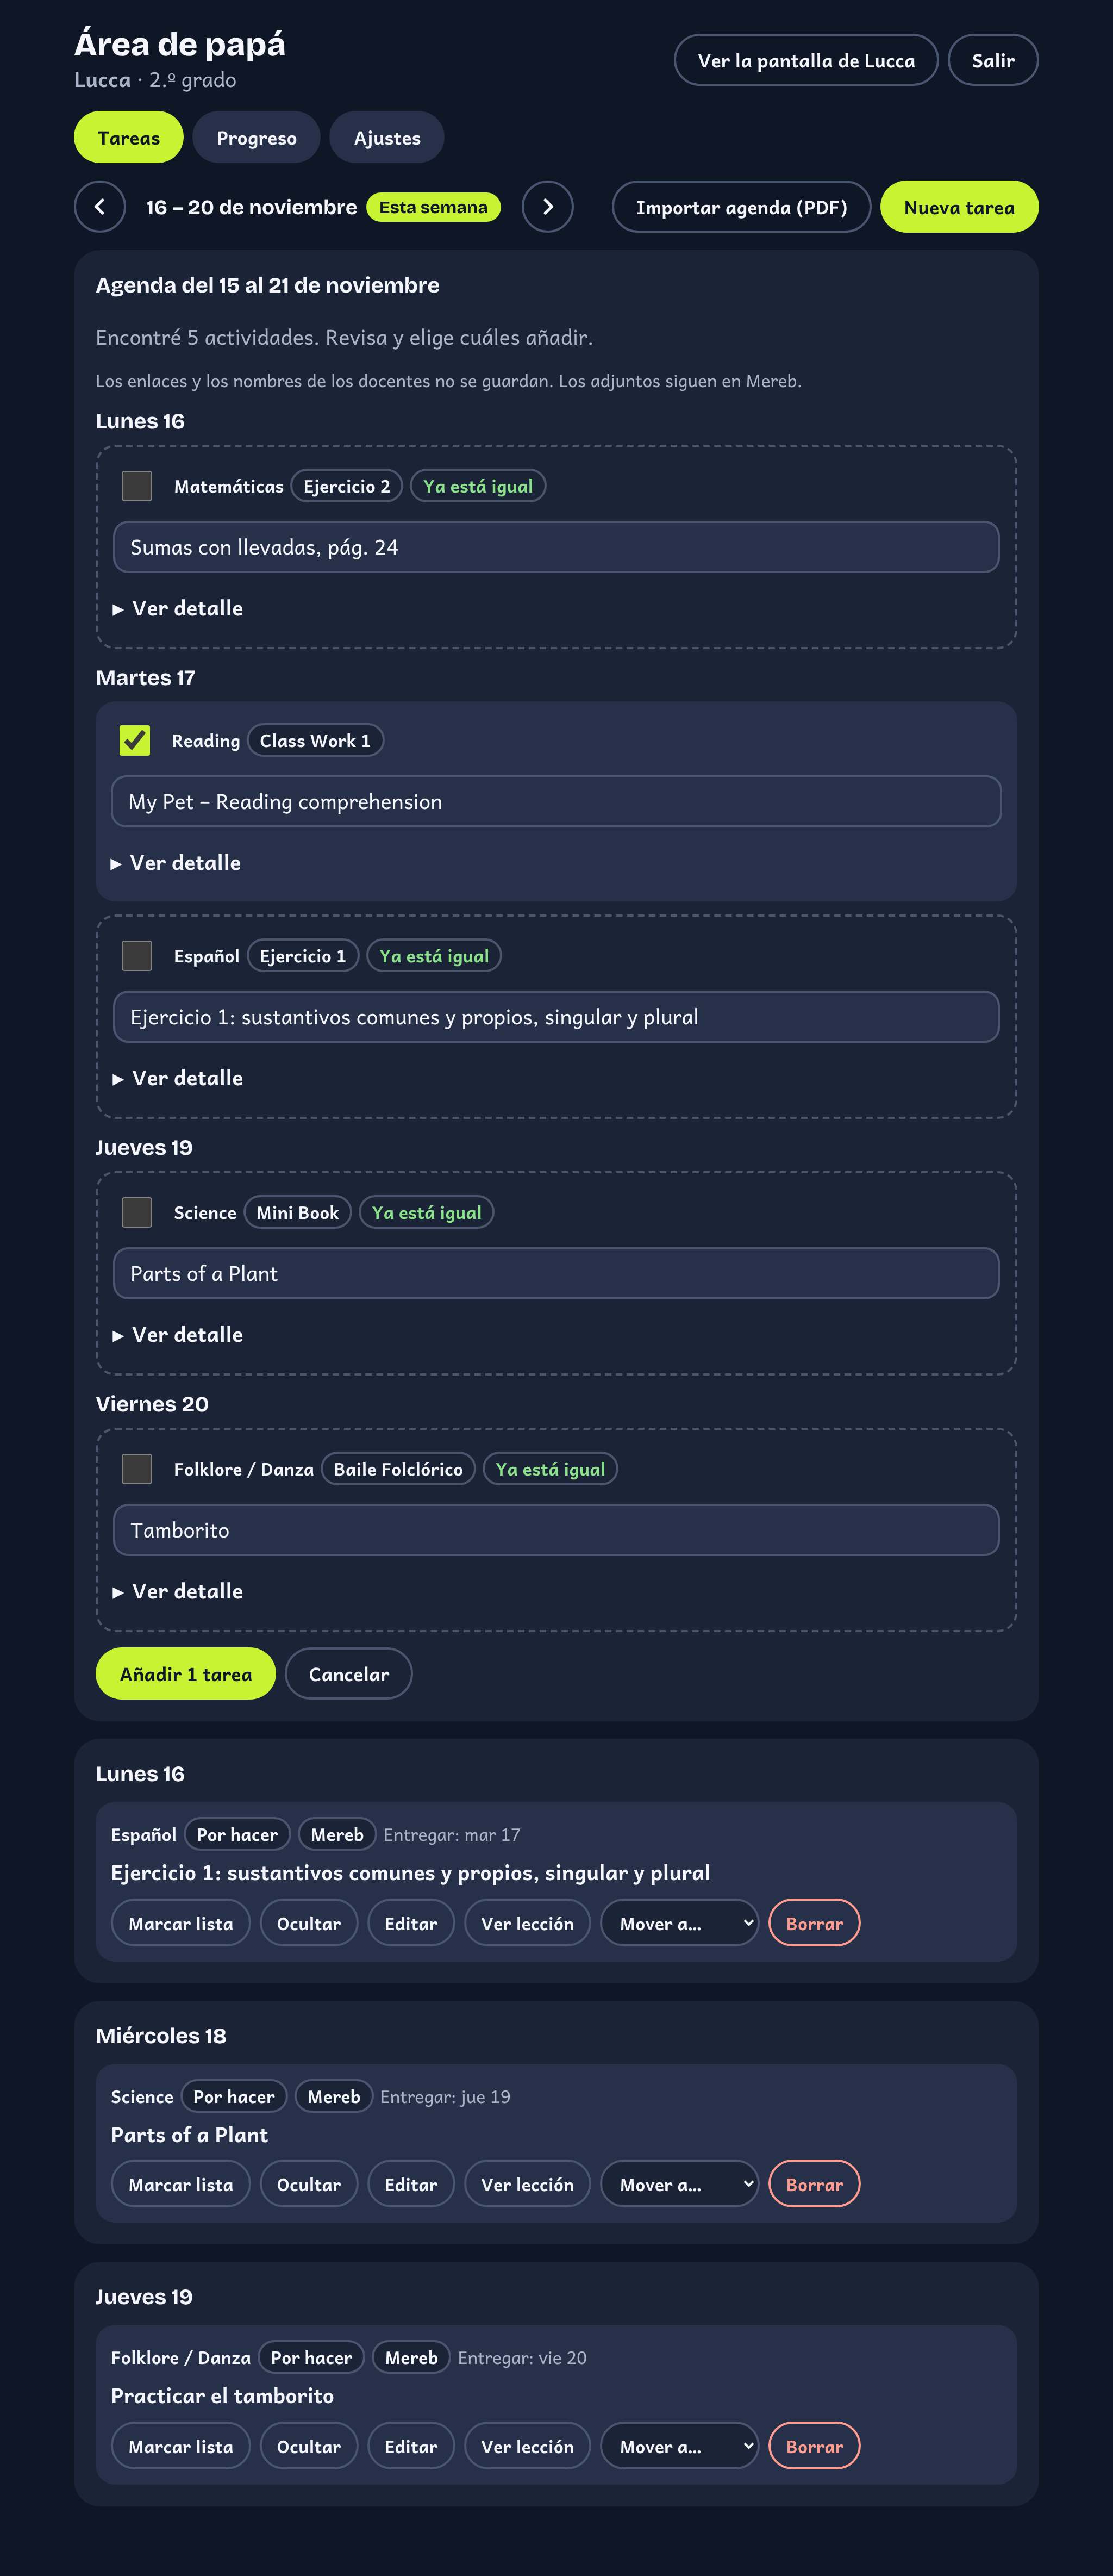 Área de papá
Lucca · 2.º grado
Ver la pantalla de Lucca
Salir
Tareas
Progreso
Ajustes
16 – 20 de noviembre
Esta semana
Importar agenda (PDF)
Nueva tarea
Agenda del 15 al 21 de noviembre
Encontré 5 actividades. Revisa y elige cuáles añadir.
Los enlaces y los nombres de los docentes no se guardan. Los adjuntos siguen en Mereb.
Lunes 16
Matemáticas Ejercicio 2 Ya está igual
Sumas con llevadas, pág. 24
▸ Ver detalle
Martes 17
Reading Class Work 1
My Pet – Reading comprehension
▸ Ver detalle
Español Ejercicio 1 Ya está igual
Ejercicio 1: sustantivos comunes y propios, singular y plural
▸ Ver detalle
Jueves 19
Science Mini Book Ya está igual
Parts of a Plant
▸ Ver detalle
Viernes 20
Folklore / Danza Baile Folclórico Ya está igual
Tamborito
▸ Ver detalle
Añadir 1 tarea Cancelar
Lunes 16
Español Por hacer Mereb Entregar: mar 17
Ejercicio 1: sustantivos comunes y propios, singular y plural
Marcar lista Ocultar Editar Ver lección Mover a... Borrar
Miércoles 18
Science Por hacer Mereb Entregar: jue 19
Parts of a Plant
Marcar lista Ocultar Editar Ver lección Mover a... Borrar
Jueves 19
Folklore / Danza Por hacer Mereb Entregar: vie 20
Practicar el tamborito
Marcar lista Ocultar Editar Ver lección Mover a... Borrar